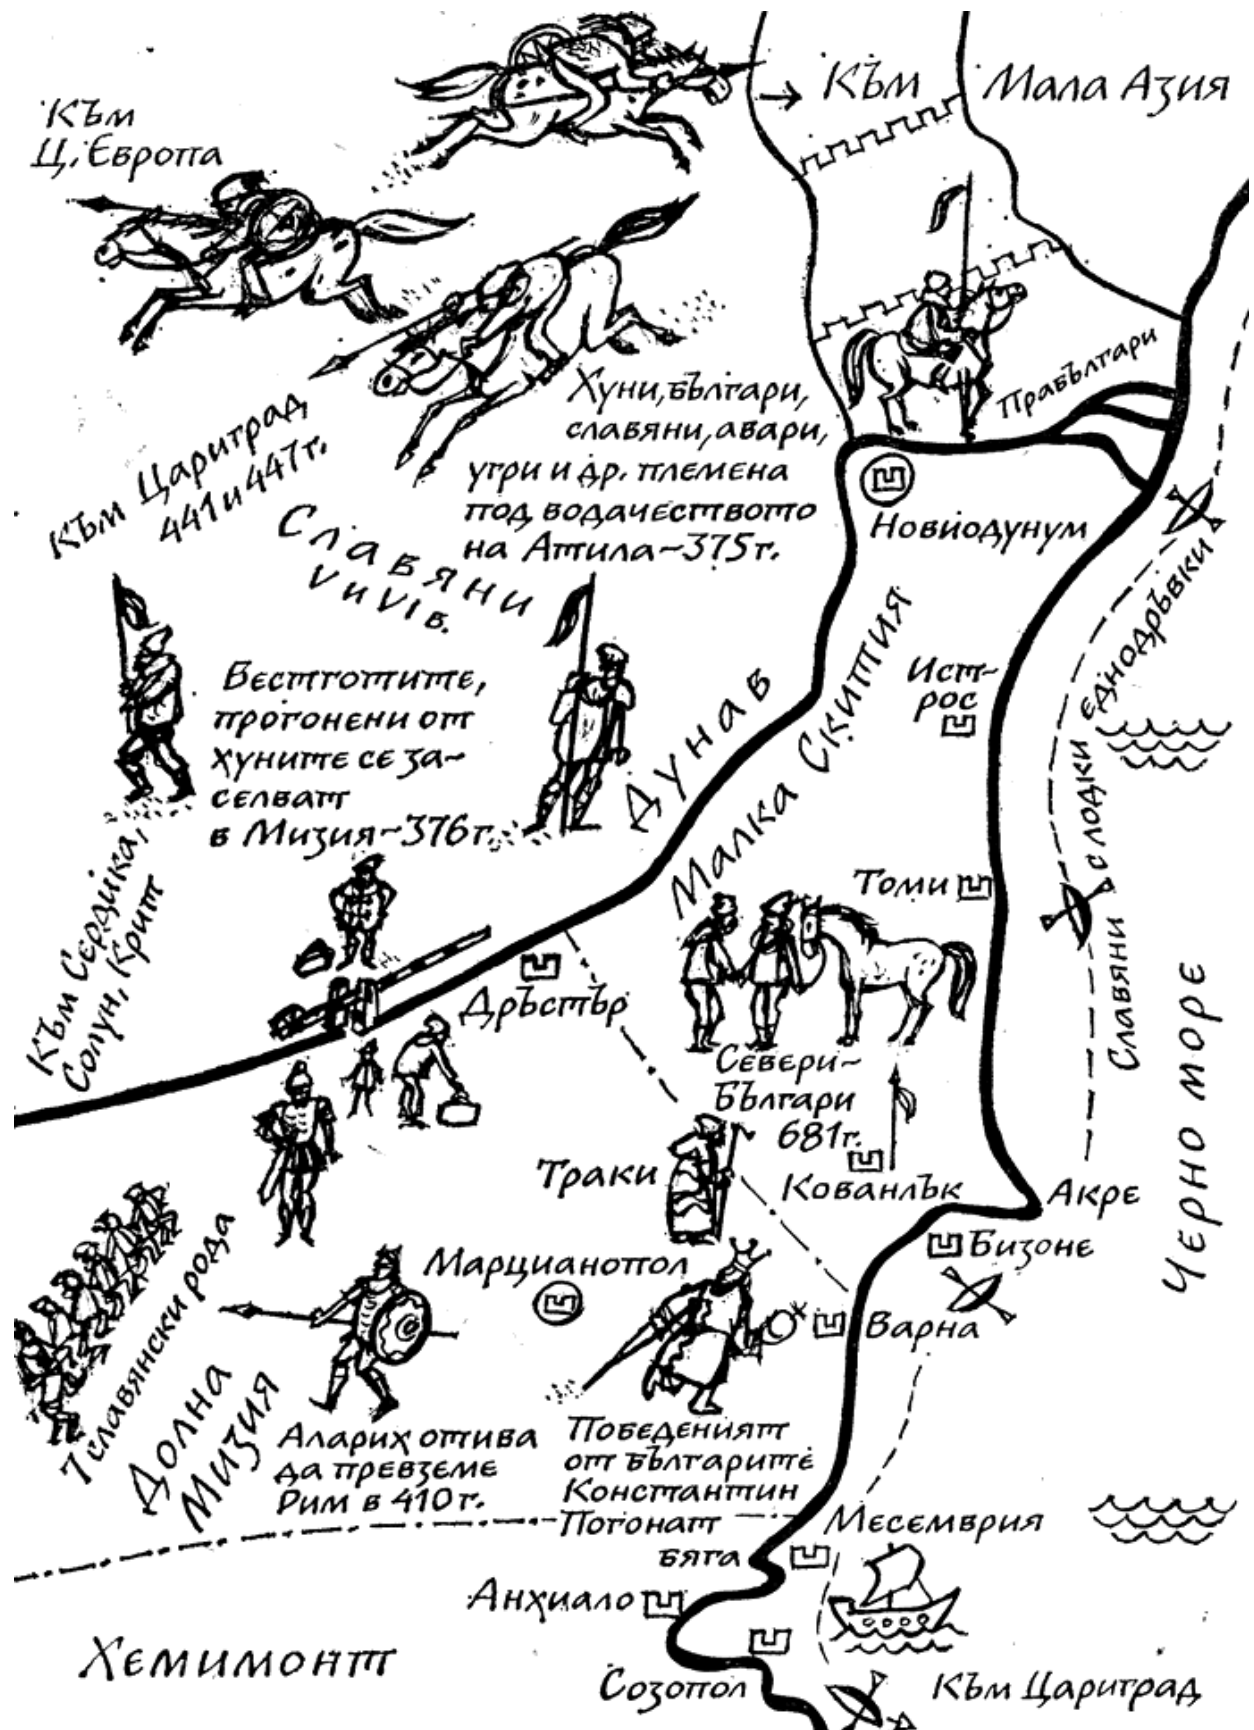 Към
Ц. Европа
Към Мала Азия
Към Цариград
441 и 447 г.
Хуни, българи,
славяни, авари,
угри и др. племена
под водачеството
на Атила ~ 375 г.
Прабългари
Новиодунум
Славяни
V и VI в.
Вестготите,
прогонени от
хуните се за-
селват
в Мизия ~ 376 г.
Дунав
Малка Скития
Ист-
рос
Славяни с лодки еднодръвки
Томи
Към Сердика,
Солун, Крит
Дръстър
Севери-
Българи
681 г.
Черно море
Траки
Кованлък
Акре
Бизоне
Марцианопол
Варна
7 славянски рода
Долна
Мизия
Аларих отива
да превземе
Рим в 410 г.
Победеният
от българите
Константин
Погонат
бяга
Месемврия
Анхиало
Хемимонт
Созопол
Към Цариград